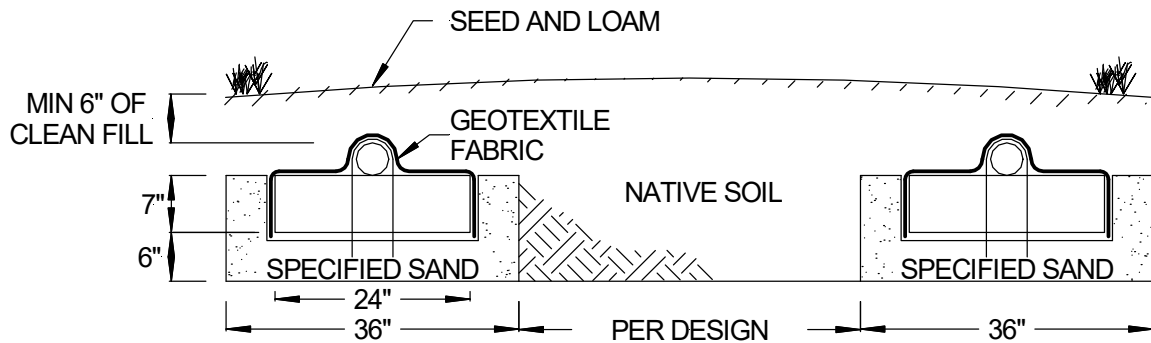 SEED AND LOAM
MIN 6" OF
CLEAN FILL
GEOTEXTILE
FABRIC
NATIVE SOIL
7"
6"
SPECIFIED SAND
SPECIFIED SAND
24"
36"
PER DESIGN
36"